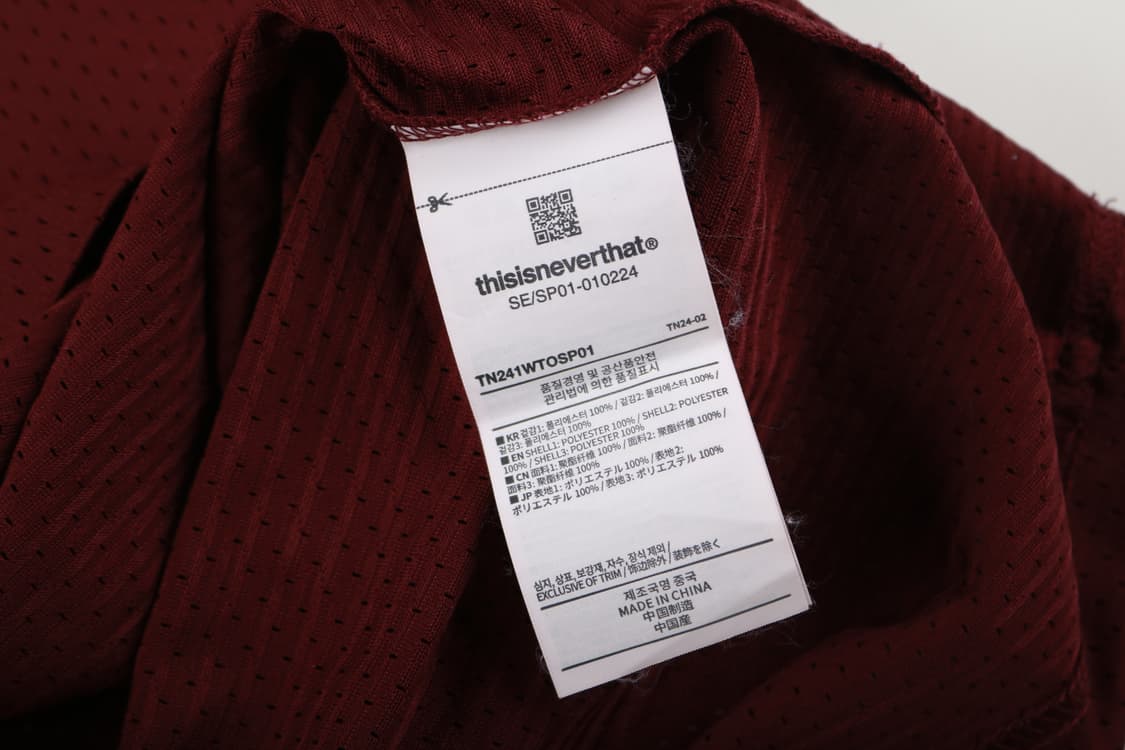 thisisneverthat®
SE/SP01-010224
TN24-02
TN241WTOSP01
품질경영 및 공산품안전
관리법에 의한 품질표시
■ KR 겉감1: 폴리에스터 100% / 겉감2: 폴리에스터 100% /
겉감3: 폴리에스터 100%
■ EN SHELL1: POLYESTER 100% / SHELL2: POLYESTER
100% / SHELL3: POLYESTER 100%
■ CN 面料1: 聚酯纤维 100% / 面料2: 聚酯纤维 100% /
面料3: 聚酯纤维 100%
■ JP 表地1: ポリエステル 100% / 表地2:
ポリエステル 100% / 表地3: ポリエステル 100%
심지, 상표, 보강재, 자수, 장식 제외 /
EXCLUSIVE OF TRIM / 饰边除外 / 装飾を除く
제조국명 중국
MADE IN CHINA
中国制造
中国産